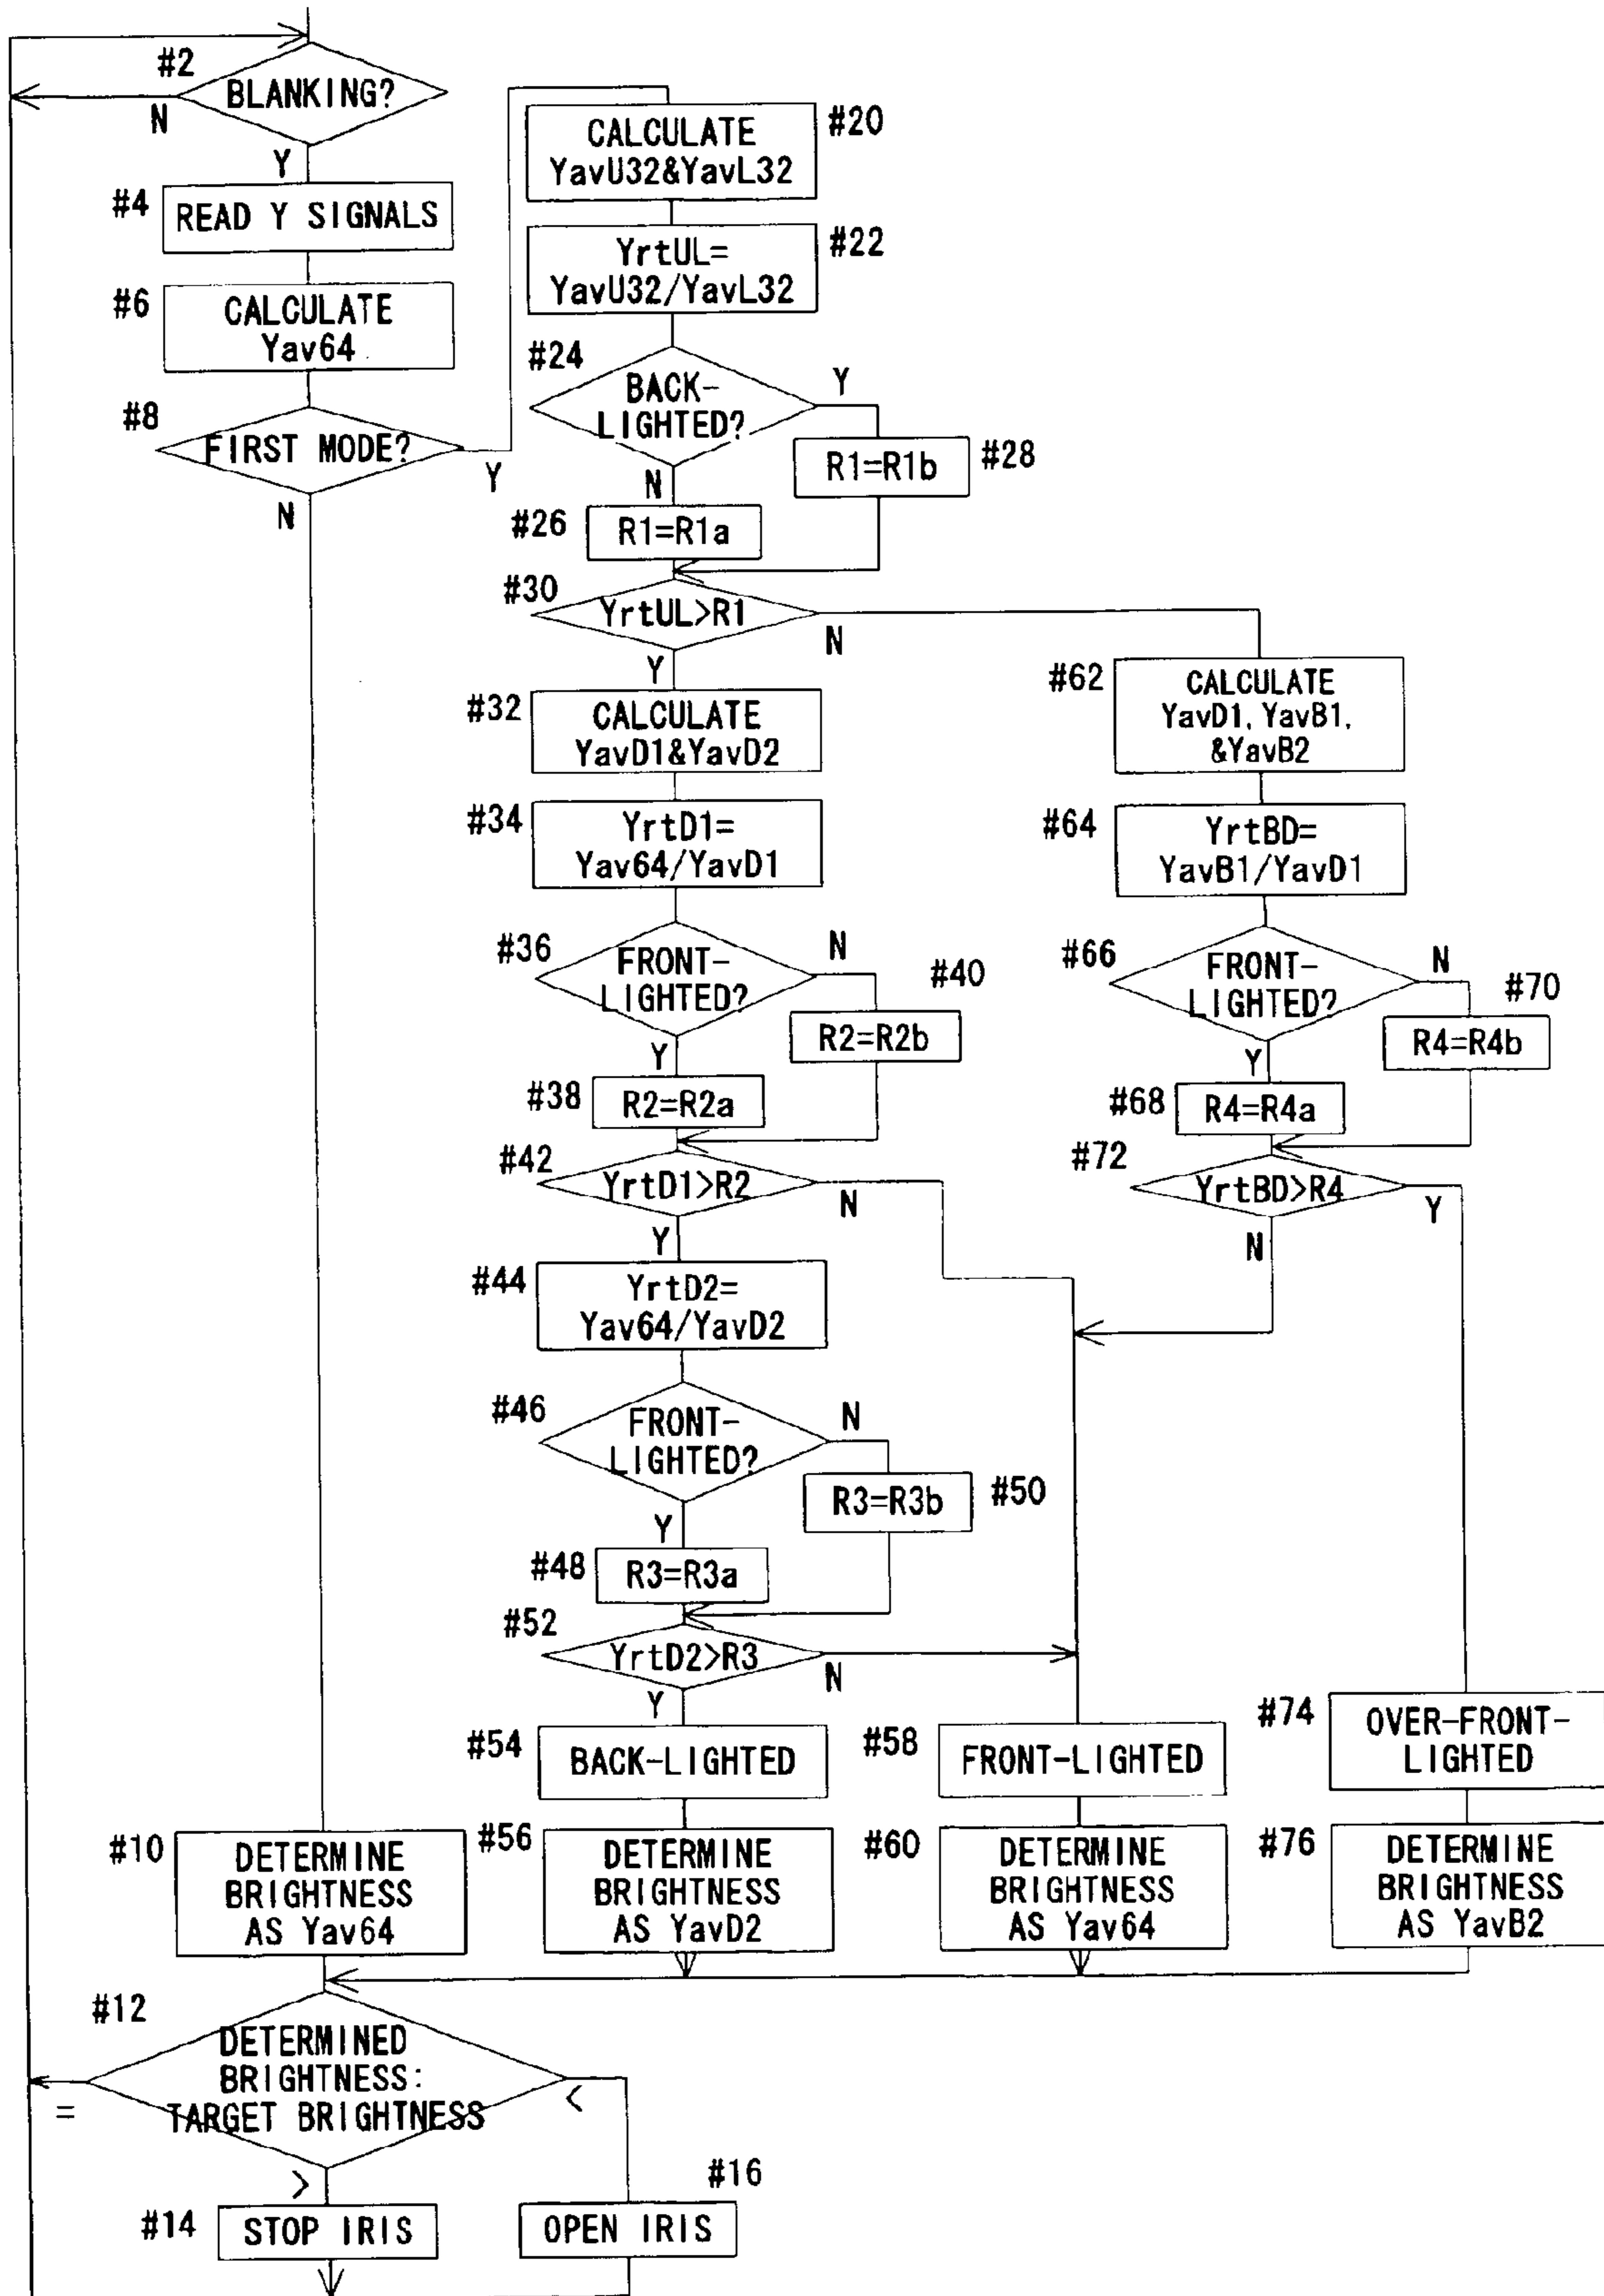 #2
BLANKING?
N
Y
#4
READ Y SIGNALS
#6
CALCULATE
Yav64
#8
FIRST MODE?
Y
N
#20
CALCULATE
YavU32&YavL32
#22
YrtUL=
YavU32/YavL32
#24
BACK-
LIGHTED?
Y
N
#28
R1=R1b
#26
R1=R1a
#30
YrtUL>R1
N
Y
#32
CALCULATE
YavD1&YavD2
#34
YrtD1=
Yav64/YavD1
#36
FRONT-
LIGHTED?
N
Y
#40
R2=R2b
#38
R2=R2a
#42
YrtD1>R2
N
Y
#44
YrtD2=
Yav64/YavD2
#46
FRONT-
LIGHTED?
N
Y
#50
R3=R3b
#48
R3=R3a
#52
YrtD2>R3
N
Y
#54
BACK-LIGHTED
#56
DETERMINE
BRIGHTNESS
AS YavD2
#58
FRONT-LIGHTED
#60
DETERMINE
BRIGHTNESS
AS Yav64
#62
CALCULATE
YavD1, YavB1,
&YavB2
#64
YrtBD=
YavB1/YavD1
#66
FRONT-
LIGHTED?
N
Y
#70
R4=R4b
#68
R4=R4a
#72
YrtBD>R4
Y
N
#74
OVER-FRONT-
LIGHTED
#76
DETERMINE
BRIGHTNESS
AS YavB2
#10
DETERMINE
BRIGHTNESS
AS Yav64
#12
DETERMINED
BRIGHTNESS:
TARGET BRIGHTNESS
=
<
>
#14
STOP IRIS
#16
OPEN IRIS